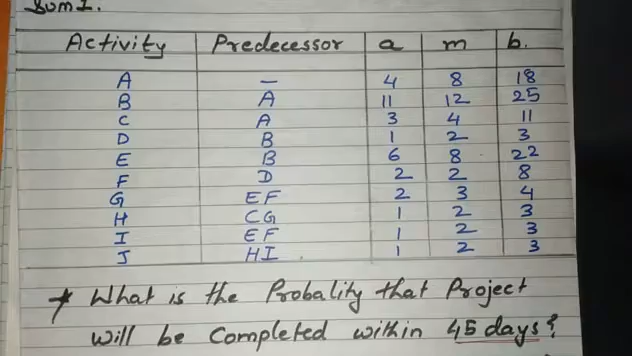 Sum 1.
Activity Predecessor a m b.
A — 4 8 18
B A 11 12 25
C A 3 4 11
D B 1 2 3
E B 6 8 22
F D 2 2 8
G EF 2 3 4
H CG 1 2 3
I EF 1 2 3
J HI 1 2 3
* What is the Probality that Project
will be Completed within 45 days?